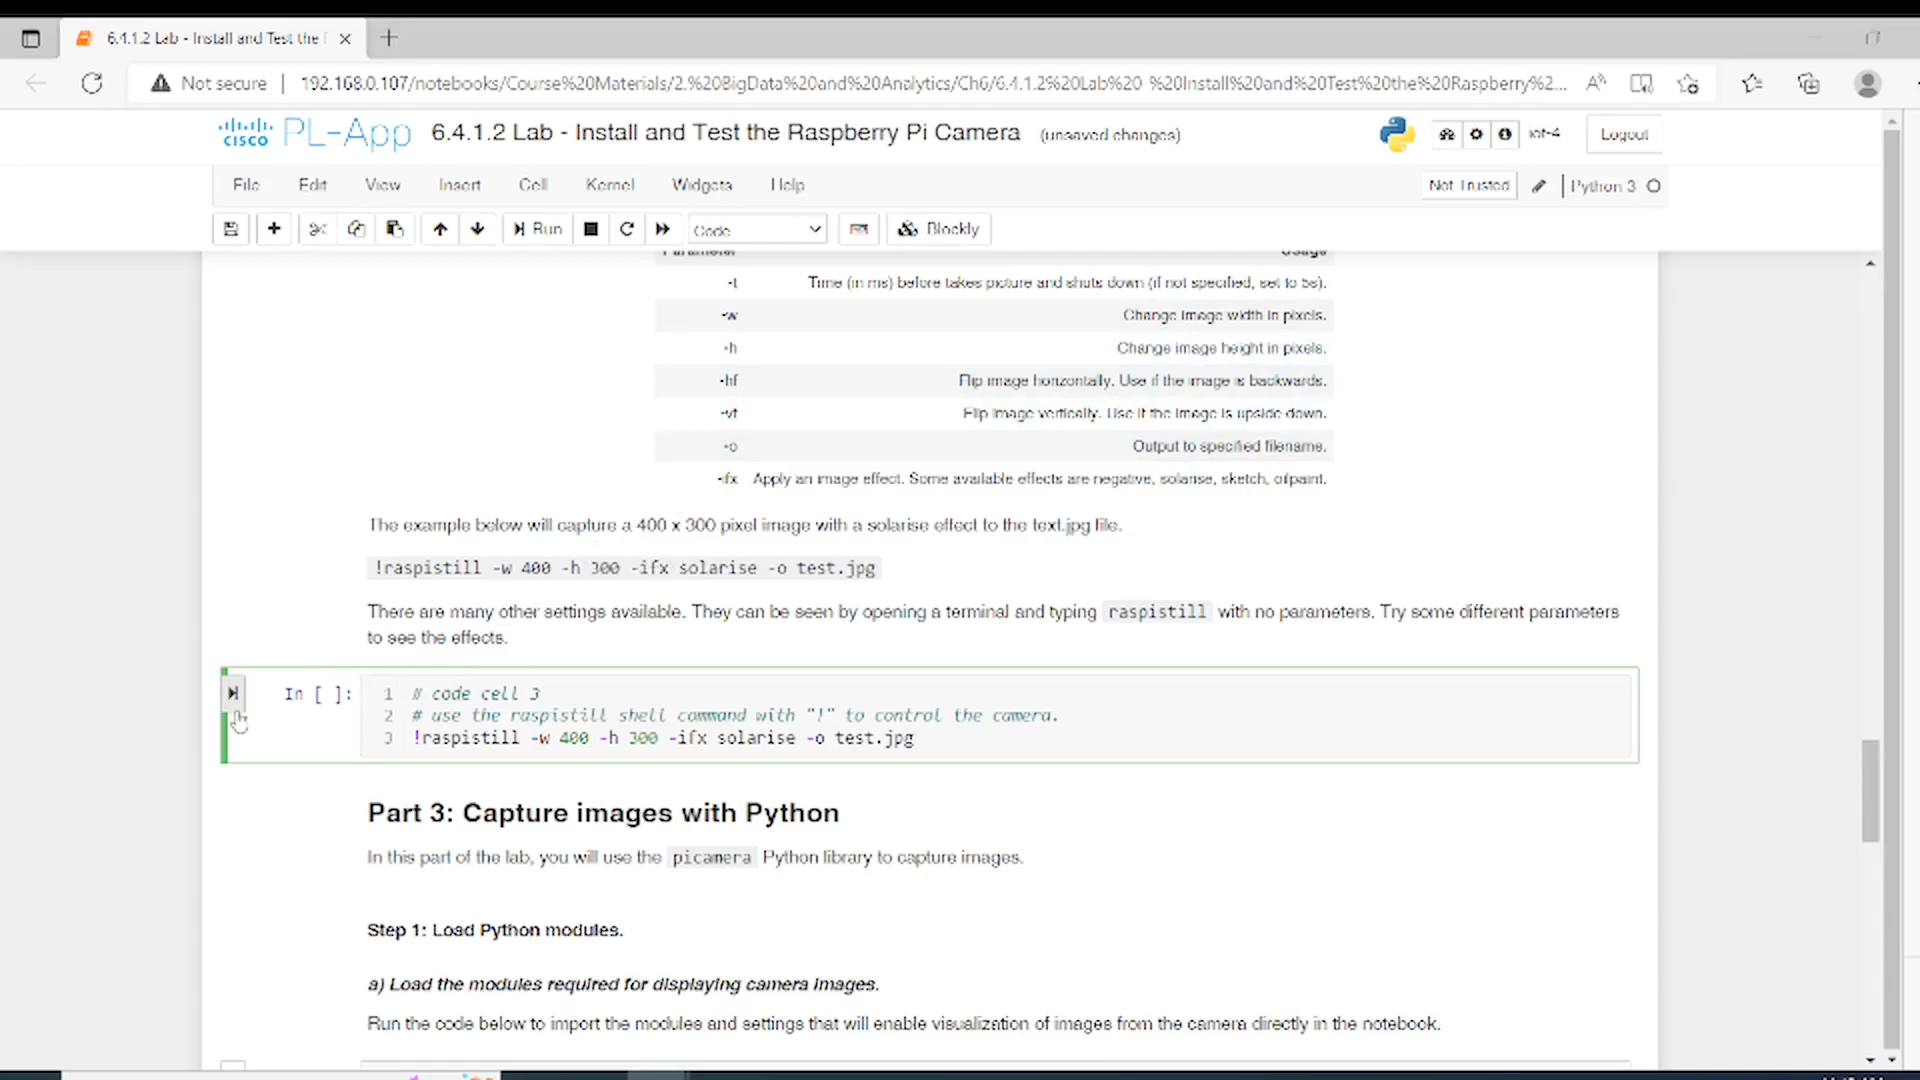 6.4.1.2 Lab - Install and Test the
Not secure | 192.168.0.107/notebooks/Course%20Materials/2.%20BigData%20and%20Analytics/Ch6/6.4.1.2%20Lab%20 %20Install%20and%20Test%20the%20Raspberry%2...
cisco PL-App 6.4.1.2 Lab - Install and Test the Raspberry Pi Camera (unsaved changes) iot-4 Logout
File Edit View Insert Cell Kernel Widgets Help Not Trusted Python 3
Run Code Blockly
Parameter Usage
-t Time (in ms) before takes picture and shuts down (if not specified, set to 5s).
-w Change image width in pixels.
-h Change image height in pixels.
-hf Flip image horizontally. Use if the image is backwards.
-vf Flip image vertically. Use if the image is upside down.
-o Output to specified filename.
-ifx Apply an image effect. Some available effects are negative, solarise, sketch, oilpaint.
The example below will capture a 400 x 300 pixel image with a solarise effect to the text.jpg file.
!raspistill -w 400 -h 300 -ifx solarise -o test.jpg
There are many other settings available. They can be seen by opening a terminal and typing raspistill with no parameters. Try some different parameters
to see the effects.
In [ ]: 1 # code cell 3
2 # use the raspistill shell command with "!" to control the camera.
3 !raspistill -w 400 -h 300 -ifx solarise -o test.jpg
Part 3: Capture images with Python
In this part of the lab, you will use the picamera Python library to capture images.
Step 1: Load Python modules.
a) Load the modules required for displaying camera images.
Run the code below to import the modules and settings that will enable visualization of images from the camera directly in the notebook.